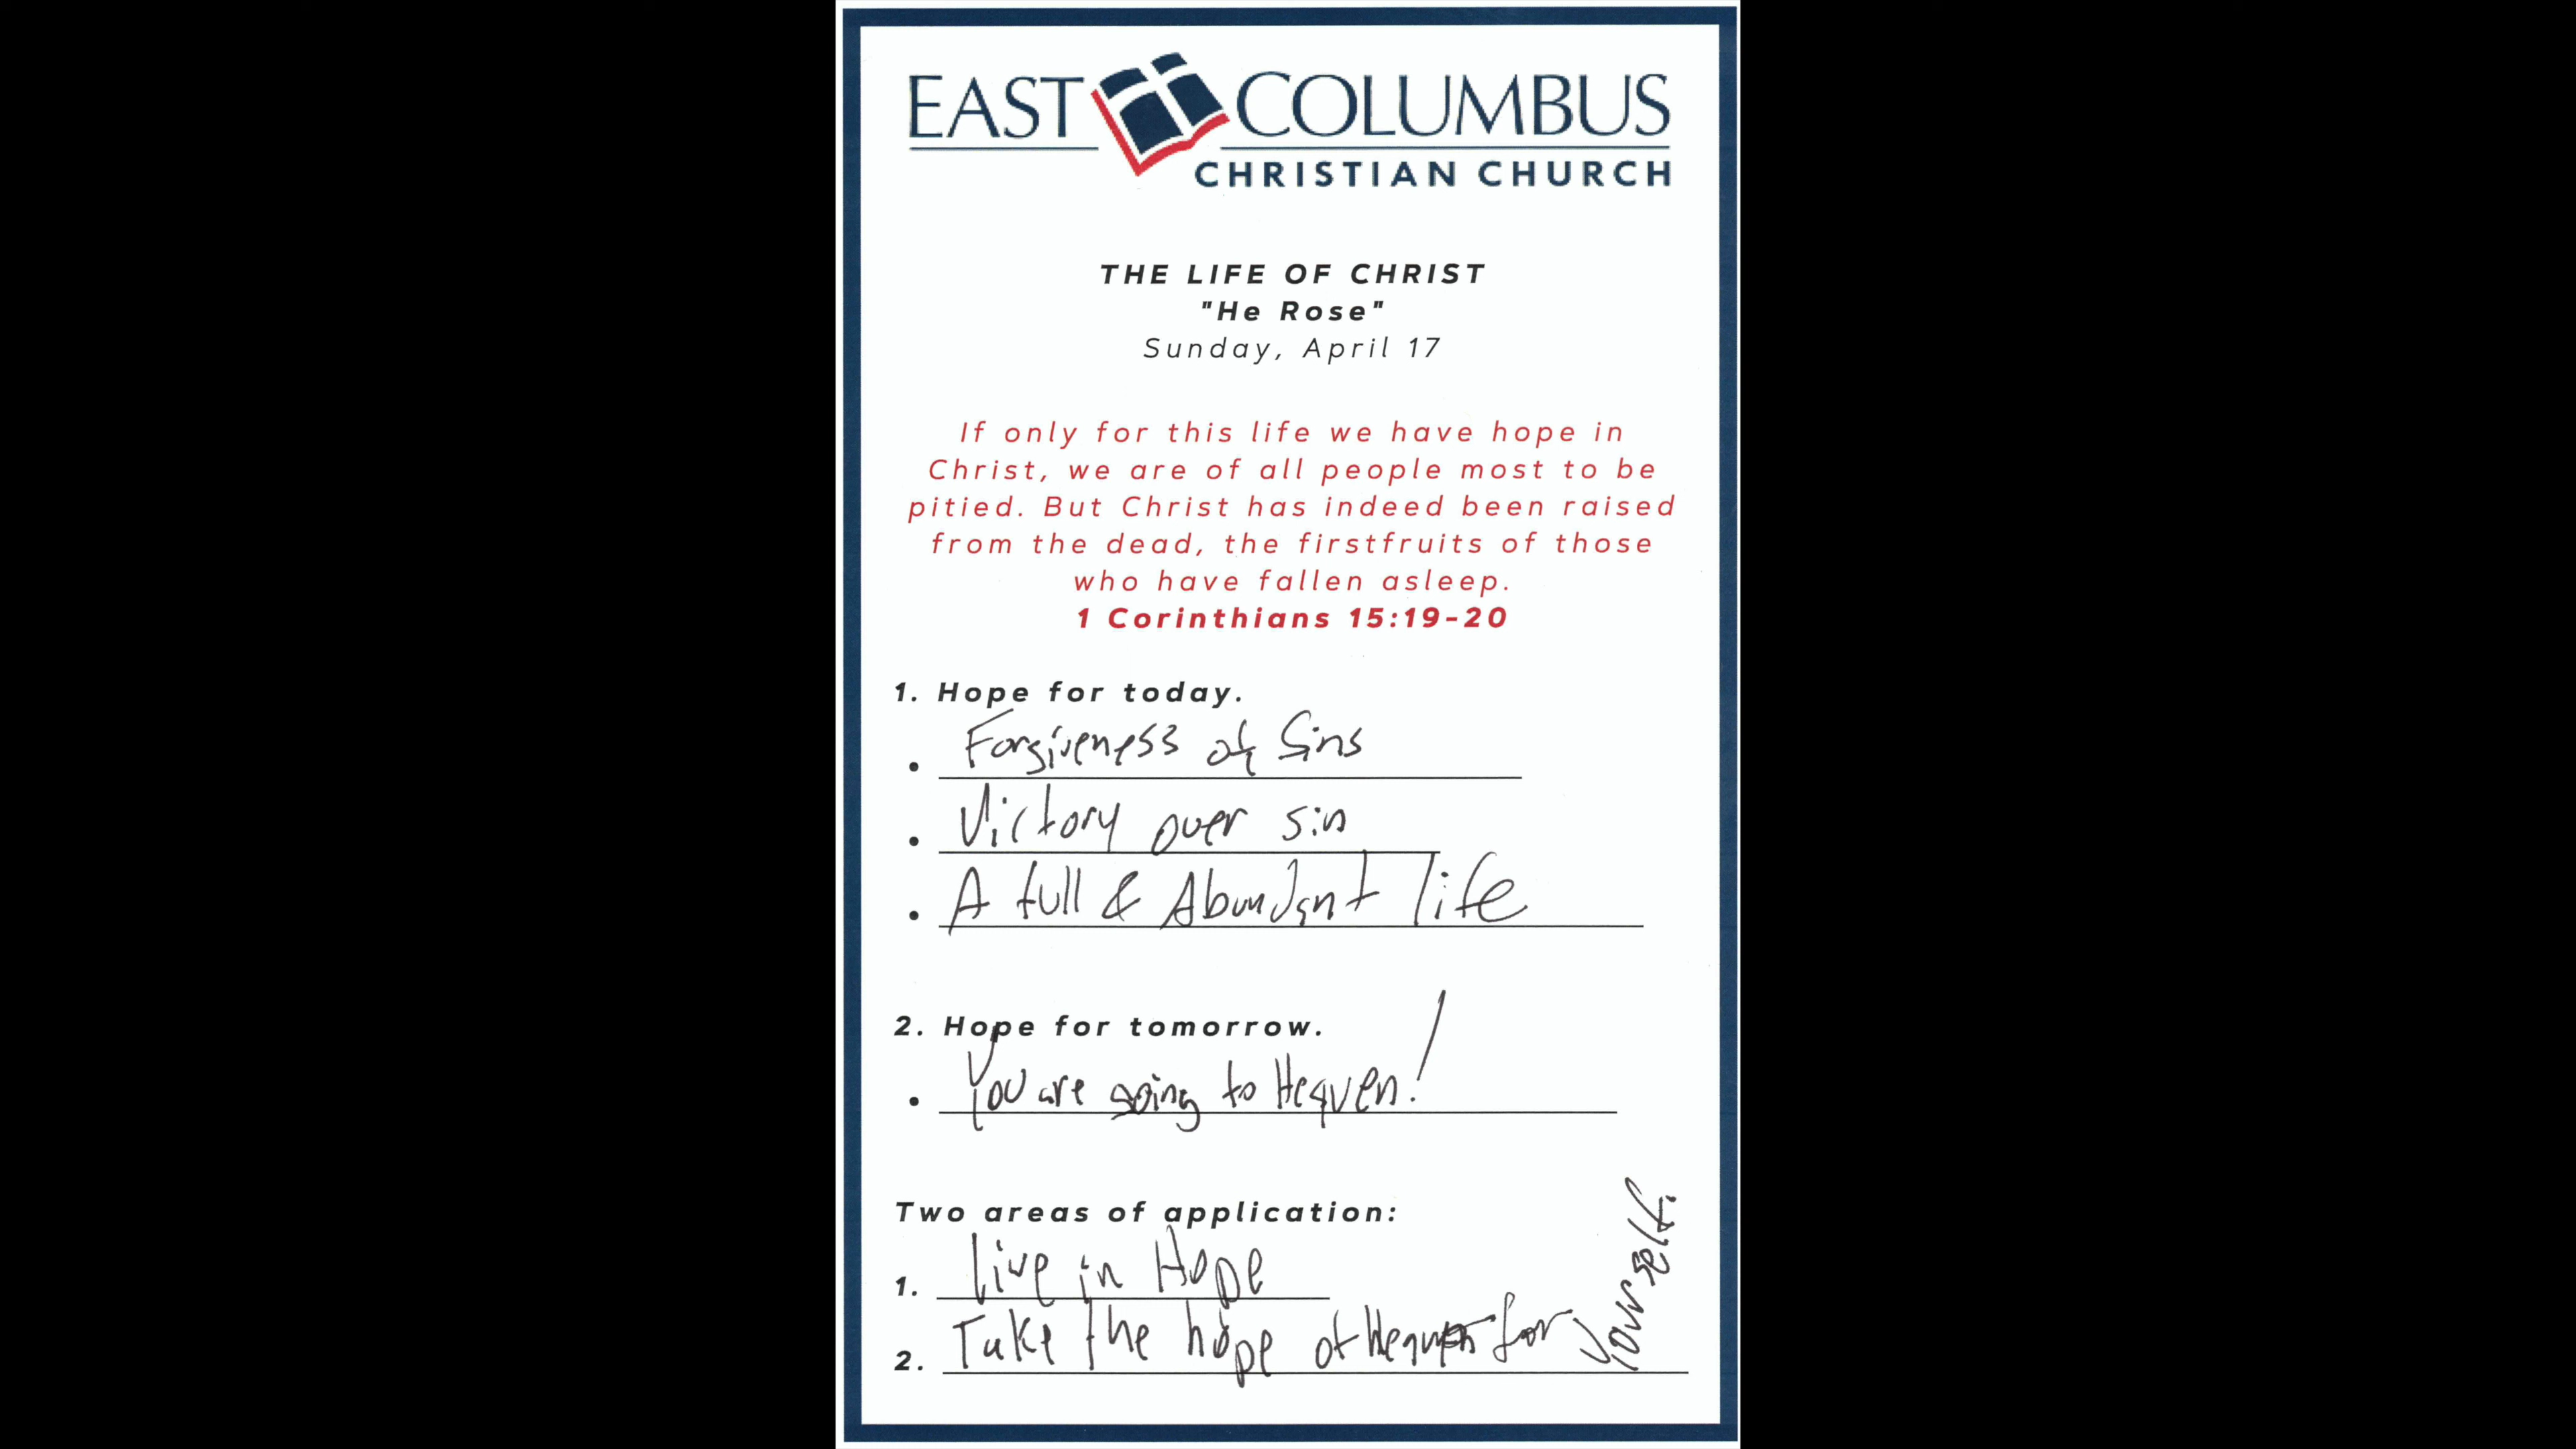 EAST COLUMBUS
CHRISTIAN CHURCH
THE LIFE OF CHRIST
"He Rose"
Sunday, April 17
If only for this life we have hope in
Christ, we are of all people most to be
pitied. But Christ has indeed been raised
from the dead, the firstfruits of those
who have fallen asleep.
1 Corinthians 15:19-20
1. Hope for today.
• Forgiveness of Sins
• Victory over sin
• A full & Abundant life
2. Hope for tomorrow.
• You are going to Heaven!
Two areas of application:
1. Live in Hope
2. Take the hope of Heaven for Yourself.